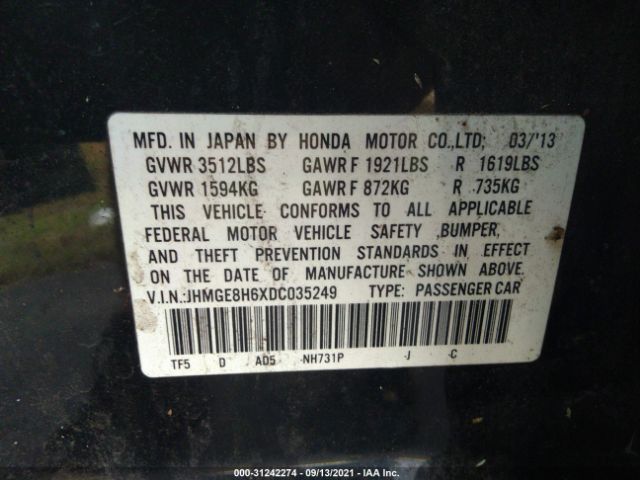 MFD. IN JAPAN BY HONDA MOTOR CO.,LTD; 03/'13
GVWR 3512LBS GAWR F 1921LBS R 1619LBS
GVWR 1594KG GAWR F 872KG R 735KG
THIS VEHICLE CONFORMS TO ALL APPLICABLE
FEDERAL MOTOR VEHICLE SAFETY ,BUMPER,
AND THEFT PREVENTION STANDARDS IN EFFECT
ON THE DATE OF MANUFACTURE SHOWN ABOVE.
V.I.N.:JHMGE8H6XDC035249 TYPE: PASSENGER CAR
TF5 D AD5 -NH731P -J -C
000-31242274 - 09/13/2021 - IAA Inc.